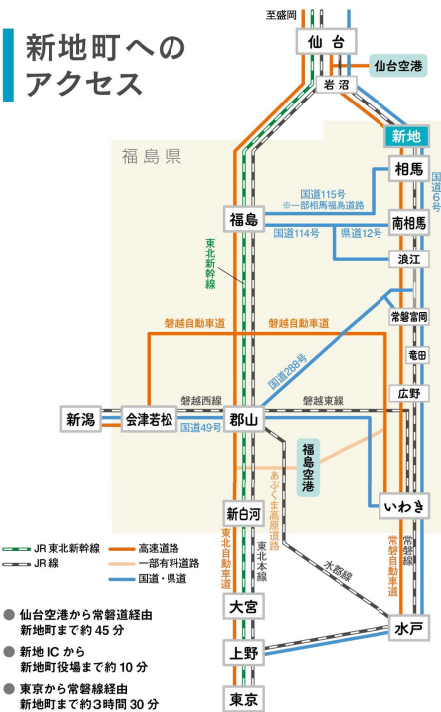 新地町への
アクセス
至盛岡
仙台
仙台空港
岩沼
新地
福島県
相馬
国道6号
国道115号
※一部相馬福島道路
福島
南相馬
国道114号
県道12号
浪江
東北新幹線
常磐富岡
磐越自動車道
磐越自動車道
竜田
国道288号
広野
磐越西線
磐越東線
新潟
会津若松
郡山
国道49号
福島空港
あぶくま高原道路
いわき
新白河
東北自動車道
東北本線
常磐線
常磐自動車道
水郡線
JR東北新幹線
高速道路
JR線
一部有料道路
国道・県道
大宮
水戸
上野
東京
● 仙台空港から常磐道経由
新地町まで約45分
● 新地ICから
新地町役場まで約10分
● 東京から常磐線経由
新地町まで約3時間30分